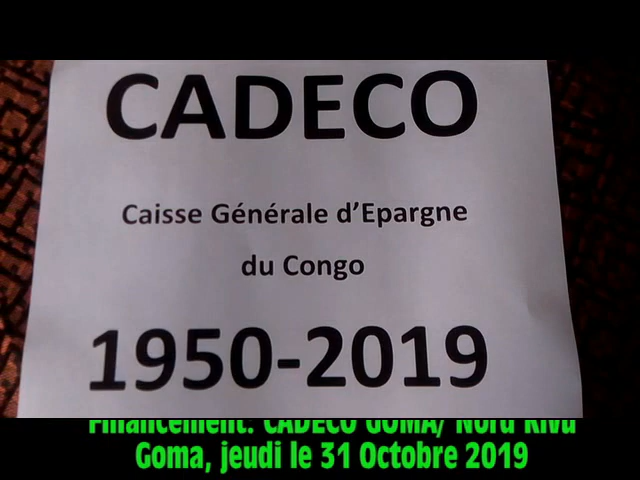 CADECO
Caisse Générale d'Epargne
du Congo
1950-2019
Financement: CADECO GOMA/ Nord Kivu
Goma, jeudi le 31 Octobre 2019